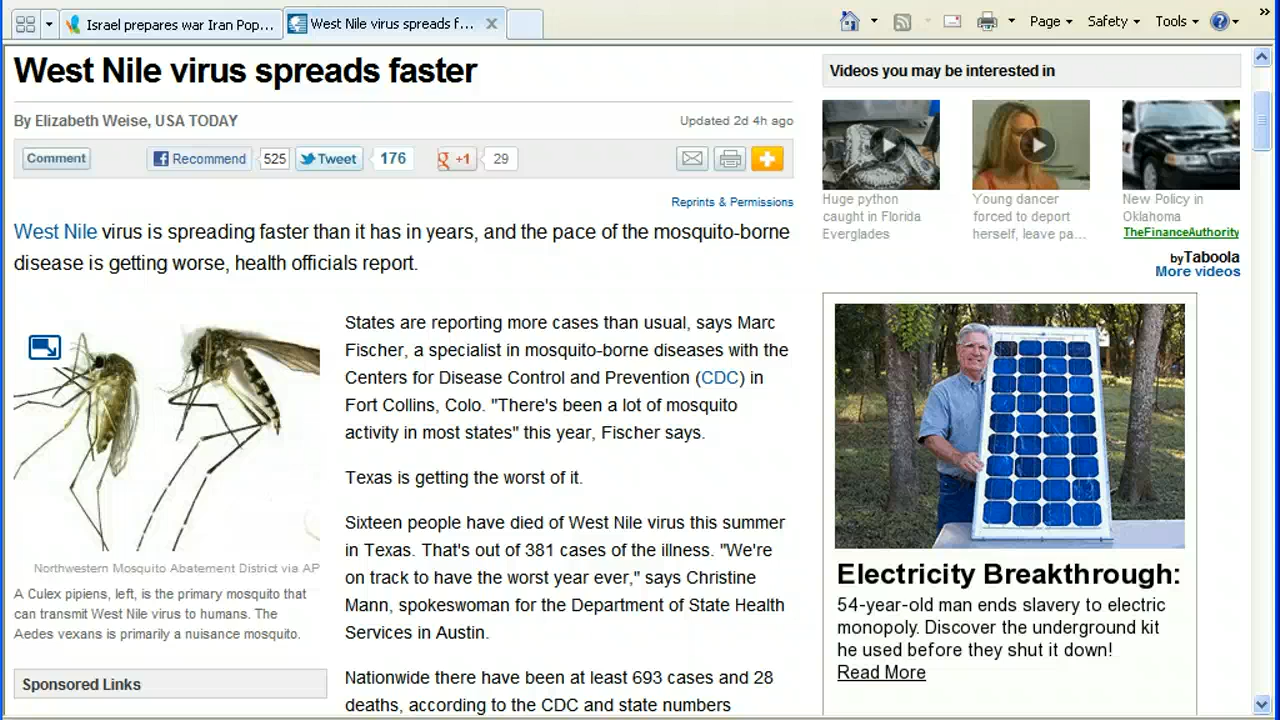 Israel prepares war Iran Pop...
West Nile virus spreads f...
Page
Safety
Tools
West Nile virus spreads faster
By Elizabeth Weise, USA TODAY
Updated 2d 4h ago
Comment
Recommend
525
Tweet
176
+1
29
Reprints & Permissions
West Nile virus is spreading faster than it has in years, and the pace of the mosquito-borne
disease is getting worse, health officials report.
Northwestern Mosquito Abatement District via AP
A Culex pipiens, left, is the primary mosquito that
can transmit West Nile virus to humans. The
Aedes vexans is primarily a nuisance mosquito.
Sponsored Links
States are reporting more cases than usual, says Marc
Fischer, a specialist in mosquito-borne diseases with the
Centers for Disease Control and Prevention (CDC) in
Fort Collins, Colo. "There's been a lot of mosquito
activity in most states" this year, Fischer says.
Texas is getting the worst of it.
Sixteen people have died of West Nile virus this summer
in Texas. That's out of 381 cases of the illness. "We're
on track to have the worst year ever," says Christine
Mann, spokeswoman for the Department of State Health
Services in Austin.
Nationwide there have been at least 693 cases and 28
deaths, according to the CDC and state numbers
Videos you may be interested in
Huge python
caught in Florida
Everglades
Young dancer
forced to deport
herself, leave pa...
New Policy in
Oklahoma
TheFinanceAuthority
byTaboola
More videos
Electricity Breakthrough:
54-year-old man ends slavery to electric
monopoly. Discover the underground kit
he used before they shut it down!
Read More